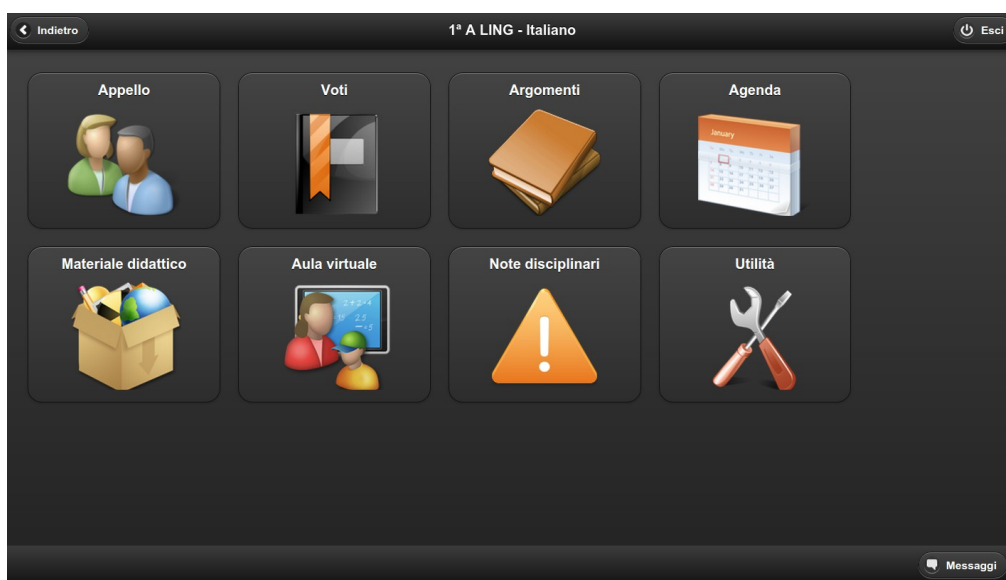 Indietro
1ª A LING - Italiano
Esci
Appello
Voti
Argomenti
Agenda
January
Materiale didattico
Aula virtuale
Note disciplinari
Utilità
Messaggi